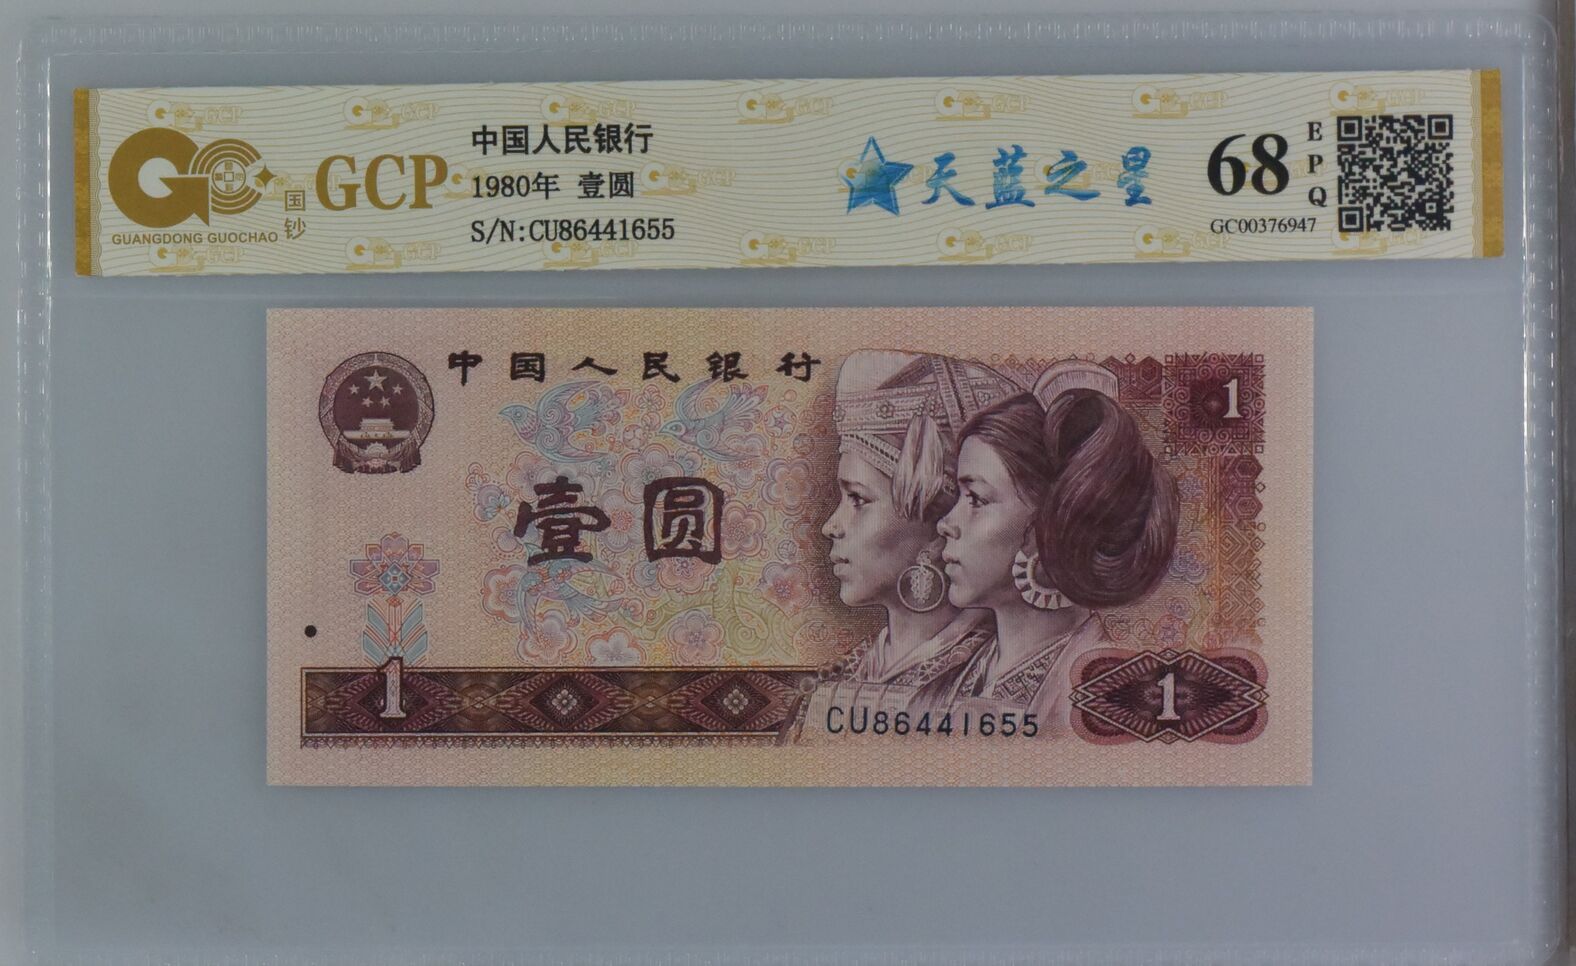 GCP
GUANGDONG GUOCHAO
国钞
中国人民银行
1980年 壹圆
S/N:CU86441655
天蓝之星
68
EPQ
GC00376947
中国人民银行
1
壹圆
1
CU86441655
1